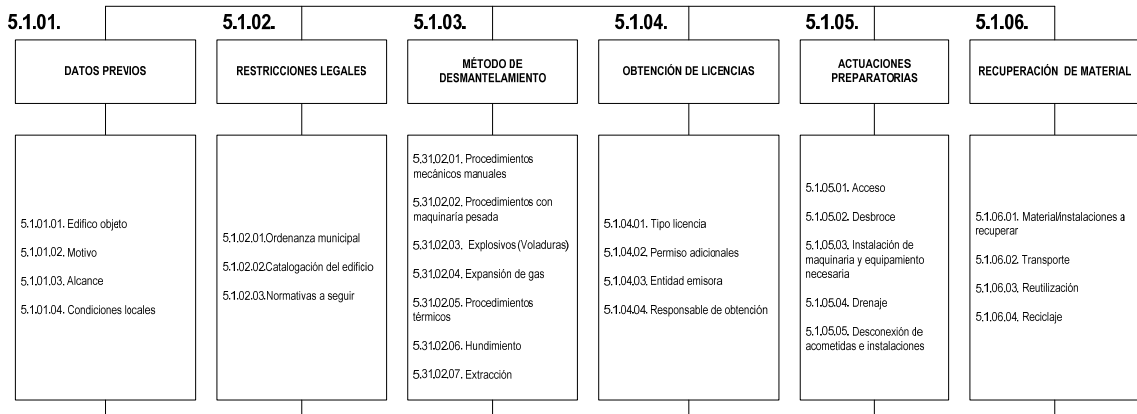 5.1.01.
DATOS PREVIOS
5.1.01.01. Edifico objeto
5.1.01.02. Motivo
5.1.01.03. Alcance
5.1.01.04. Condiciones locales
5.1.02.
RESTRICCIONES LEGALES
5.1.02.01.Ordenanza municipal
5.1.02.02.Catalogación del edificio
5.1.02.03.Normativas a seguir
5.1.03.
MÉTODO DE
DESMANTELAMIENTO
5.31.02.01. Procedimientos
mecánicos manuales
5.31.02.02. Procedimientos con
maquinaría pesada
5.31.02.03. Explosivos (Voladuras)
5.31.02.04. Expansión de gas
5.31.02.05. Procedimientos
térmicos
5.31.02.06. Hundimiento
5.31.02.07. Extracción
5.1.04.
OBTENCIÓN DE LICENCIAS
5.1.04.01. Tipo licencia
5.1.04.02. Permiso adicionales
5.1.04.03. Entidad emisora
5.1.04.04. Responsable de obtención
5.1.05.
ACTUACIONES
PREPARATORIAS
5.1.05.01. Acceso
5.1.05.02. Desbroce
5.1.05.03. Instalación de
maquinaria y equipamiento
necesaria
5.1.05.04. Drenaje
5.1.05.05. Desconexión de
acometidas e instalaciones
5.1.06.
RECUPERACIÓN DE MATERIAL
5.1.06.01. Material/instalaciones a
recuperar
5.1.06.02. Transporte
5.1.06.03. Reutilización
5.1.06.04. Reciclaje